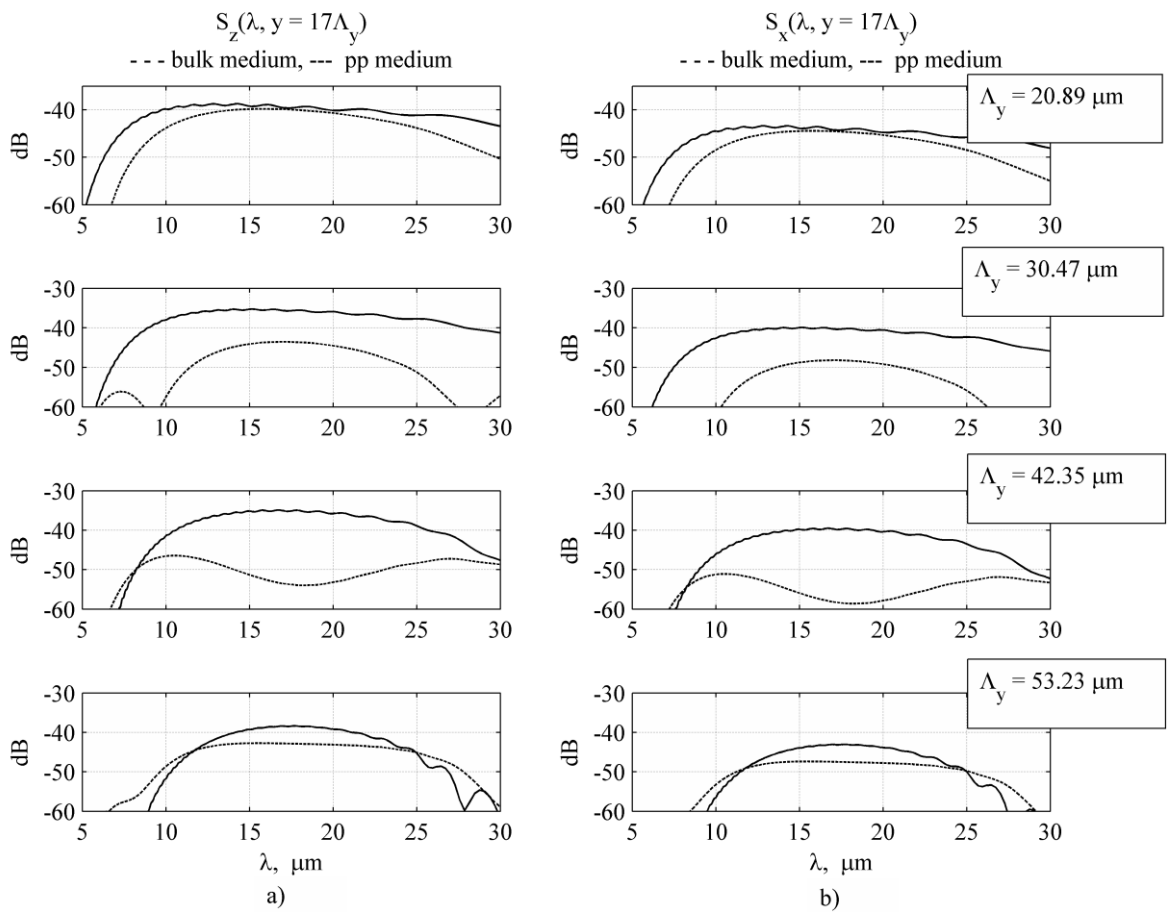 S_z(λ, y = 17Λ_y)
- - - bulk medium, --- pp medium
S_x(λ, y = 17Λ_y)
- - - bulk medium, --- pp medium
Λ_y = 20.89 μm
dB
-40
-50
-60
5 10 15 20 25 30
dB
-40
-50
-60
5 10 15 20 25 30
Λ_y = 30.47 μm
dB
-30
-40
-50
-60
5 10 15 20 25 30
dB
-30
-40
-50
-60
5 10 15 20 25 30
Λ_y = 42.35 μm
dB
-30
-40
-50
-60
5 10 15 20 25 30
dB
-30
-40
-50
-60
5 10 15 20 25 30
Λ_y = 53.23 μm
dB
-30
-40
-50
-60
5 10 15 20 25 30
λ, μm
a)
dB
-30
-40
-50
-60
5 10 15 20 25 30
λ, μm
b)